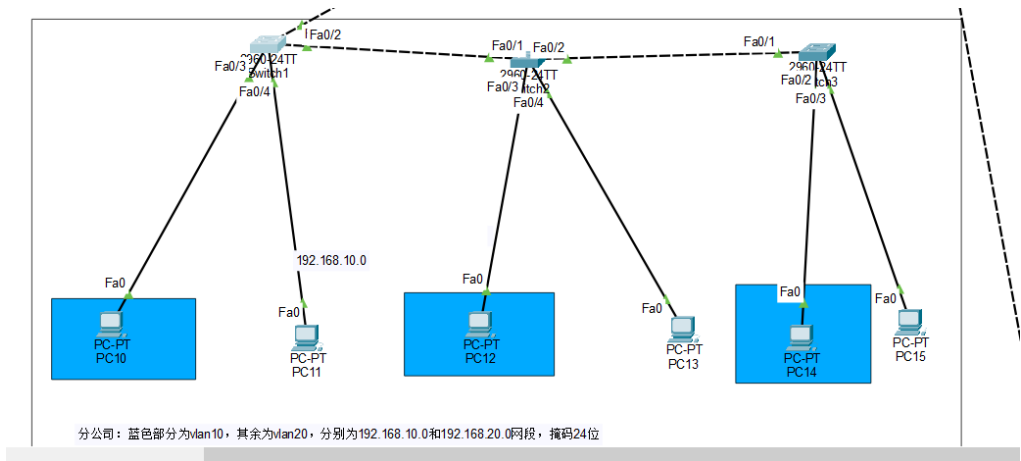 Fa0/2
Fa0/1
Fa0/2
Fa0/1
2960-24TT
Switch1
Fa0/3
Fa0/4
2960-24TT
Fa0/3
Fa0/4
2960-24TT
Fa0/2
Fa0/3
192.168.10.0
Fa0
Fa0
Fa0
Fa0
Fa0
Fa0
PC-PT
PC10
PC-PT
PC11
PC-PT
PC12
PC-PT
PC13
PC-PT
PC14
PC-PT
PC15
分公司：蓝色部分为vlan10，其余为vlan20，分别为192.168.10.0和192.168.20.0网段，掩码24位